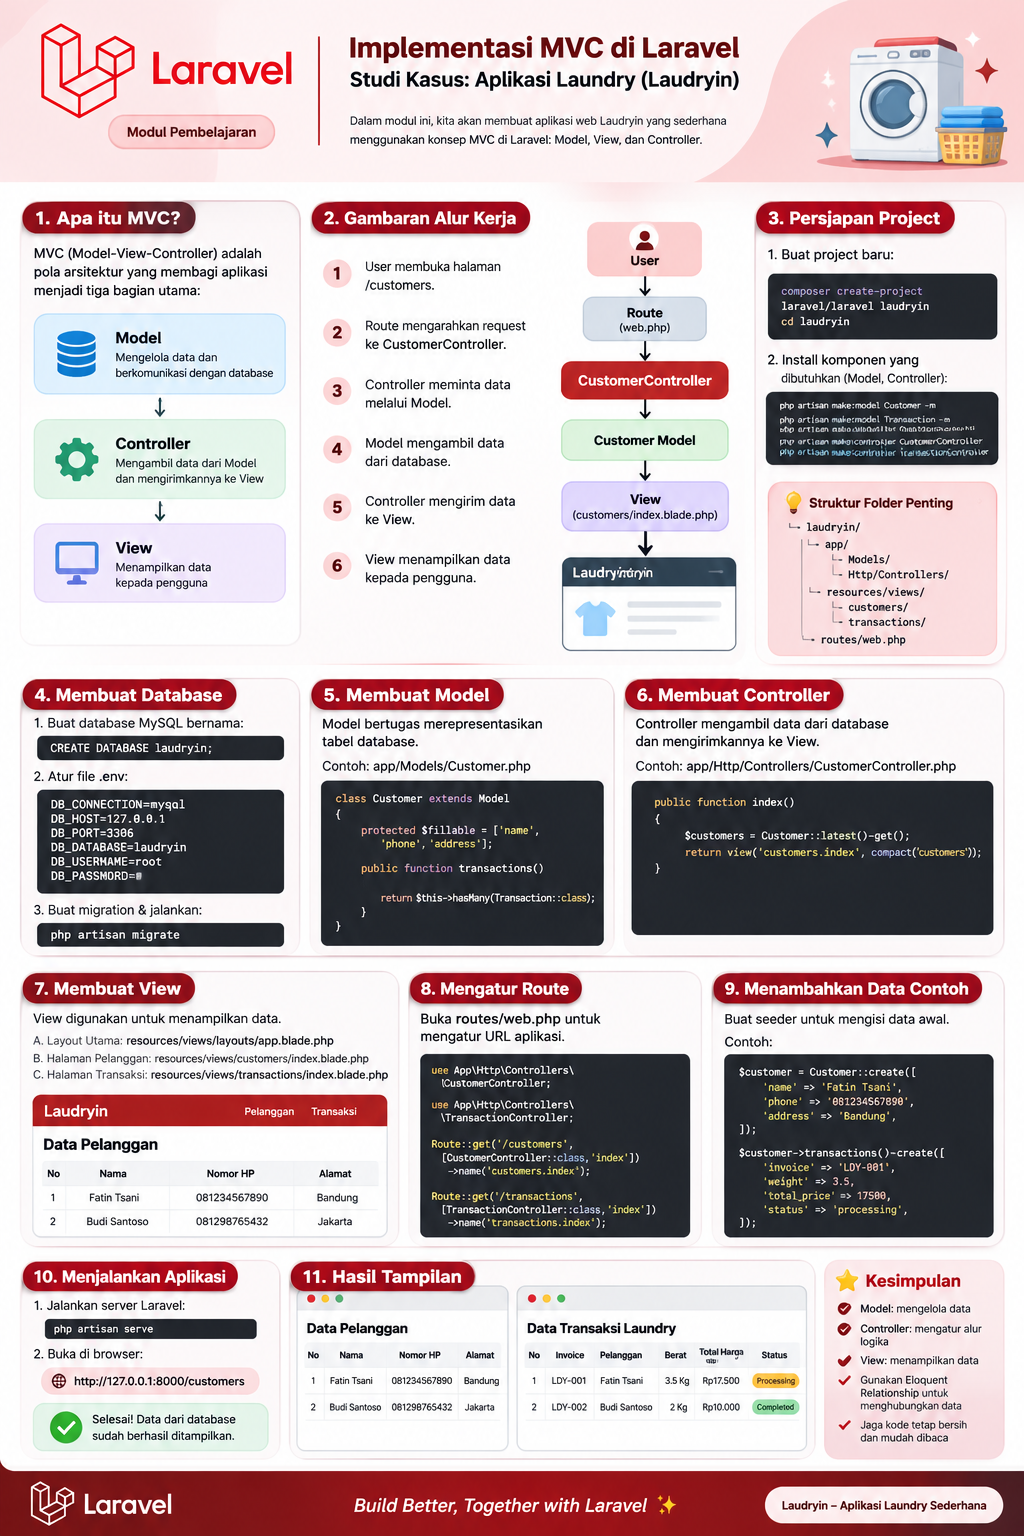 Laravel
Modul Pembelajaran
Implementasi MVC di Laravel
Studi Kasus: Aplikasi Laundry (Laudryin)
Dalam modul ini, kita akan membuat aplikasi web Laudryin yang sederhana
menggunakan konsep MVC di Laravel: Model, View, dan Controller.
1. Apa itu MVC?
MVC (Model-View-Controller) adalah
pola arsitektur yang membagi aplikasi
menjadi tiga bagian utama:
Model
Mengelola data dan
berkomunikasi dengan database
Controller
Mengambil data dari Model
dan mengirimkannya ke View
View
Menampilkan data
kepada pengguna
2. Gambaran Alur Kerja
1 User membuka halaman
/customers.
2 Route mengarahkan request
ke CustomerController.
3 Controller meminta data
melalui Model.
4 Model mengambil data
dari database.
5 Controller mengirim data
ke View.
6 View menampilkan data
kepada pengguna.
User
Route
(web.php)
CustomerController
Customer Model
View
(customers/index.blade.php)
3. Persjapan Project
1. Buat project baru:
composer create-project
laravel/laravel laudryin
cd laudryin
2. Install komponen yang
dibutuhkan (Model, Controller):
php artisan make:model Customer -m
php artisan make:model Transaction -m
php artisan make:controller CustomerController
php artisan make:controller TransactionController
Struktur Folder Penting
laudryin/
app/
Models/
Http/Controllers/
resources/views/
customers/
transactions/
routes/web.php
4. Membuat Database
1. Buat database MySQL bernama:
CREATE DATABASE laudryin;
2. Atur file .env:
DB_CONNECTION=mysql
DB_HOST=127.0.0.1
DB_PORT=3306
DB_DATABASE=laudryin
DB_USERNAME=root
DB_PASSMORD=
3. Buat migration & jalankan:
php artisan migrate
5. Membuat Model
Model bertugas merepresentasikan
tabel database.
Contoh: app/Models/Customer.php
class Customer extends Model
{
protected $fillable = ['name',
'phone', 'address'];
public function transactions()
return $this->hasMany(Transaction::class);
}
}
6. Membuat Controller
Controller mengambil data dari database
dan mengirimkannya ke View.
Contoh: app/Http/Controllers/CustomerController.php
public function index()
{
$customers = Customer::latest()-get();
return view('customers.index', compact('customers'));
}
7. Membuat View
View digunakan untuk menampilkan data.
A. Layout Utama: resources/views/layouts/app.blade.php
B. Halaman Pelanggan: resources/views/customers/index.blade.php
C. Halaman Transaksi: resources/views/transactions/index.blade.php
Laudryin Pelanggan Transaksi
Data Pelanggan
No Nama Nomor HP Alamat
1 Fatin Tsani 081234567890 Bandung
2 Budi Santoso 081298765432 Jakarta
8. Mengatur Route
Buka routes/web.php untuk
mengatur URL aplikasi.
uee App\Http\Controllers\
\CustomerController;
use App\Http\Controllers\
\TransactionController;
Route::get('/customers',
[CustomerController::class,'index'])
->name('customers.index');
Route::get('/transactions',
[TransactionController::class,'index'])
->name('transactions.index');
9. Menambahkan Data Contoh
Buat seeder untuk mengisi data awal.
Contoh:
$customer = Customer::create([
'name' => 'Fatin Tsani',
'phone' => '081234567890',
'address' => 'Bandung',
]);
$customer->transactions()-create([
'invoice' => 'LDY-001',
'weight' => 3.5,
'total_price' => 17500,
'status' => 'processing',
]);
10. Menjalankan Aplikasi
1. Jalankan server Laravel:
php artisan serve
2. Buka di browser:
http://127.0.0.1:8000/customers
Selesai! Data dari database
sudah berhasil ditampilkan.
11. Hasil Tampilan
Data Pelanggan
No Nama Nomor HP Alamat
1 Fatin Tsani 081234567890 Bandung
2 Budi Santoso 081298765432 Jakarta
Data Transaksi Laundry
No Invoice Pelanggan Berat Total Harga Status
1 LDY-001 Fatin Tsani 3.5 Kg Rp17.500 Processing
2 LDY-002 Budi Santoso 2 Kg Rp10.000 Completed
Kesimpulan
Model: mengelola data
Controller: mengatur alur
logika
View: menampilkan data
Gunakan Eloquent
Relationship untuk
menghubungkan data
Jaga kode tetap bersih
dan mudah dibaca
Laravel
Build Better, Together with Laravel
Laudryin – Aplikasi Laundry Sederhana